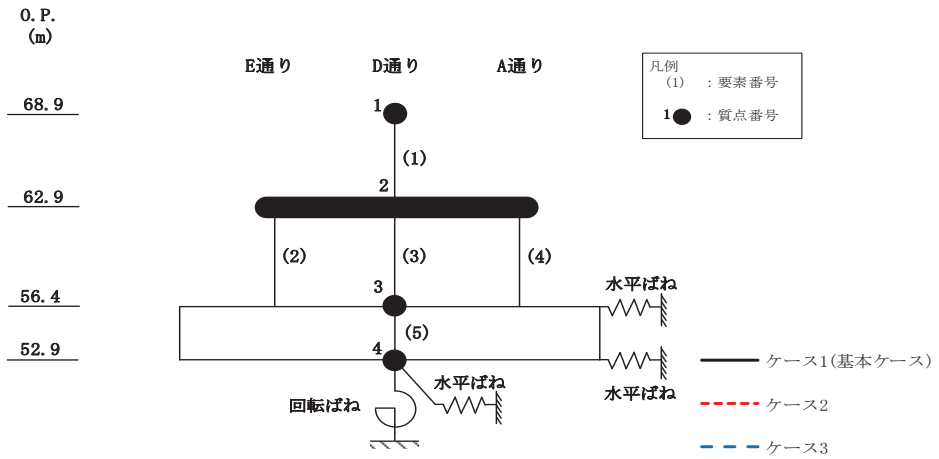 O.P.
(m)
E通り D通り A通り
凡例
(1) ：要素番号
1 ：質点番号
68.9
1
(1)
2
62.9
(2) (3) (4)
3
水平ばね
56.4
(5)
52.9
4
水平ばね
水平ばね
回転ばね
ケース1(基本ケース)
ケース2
ケース3